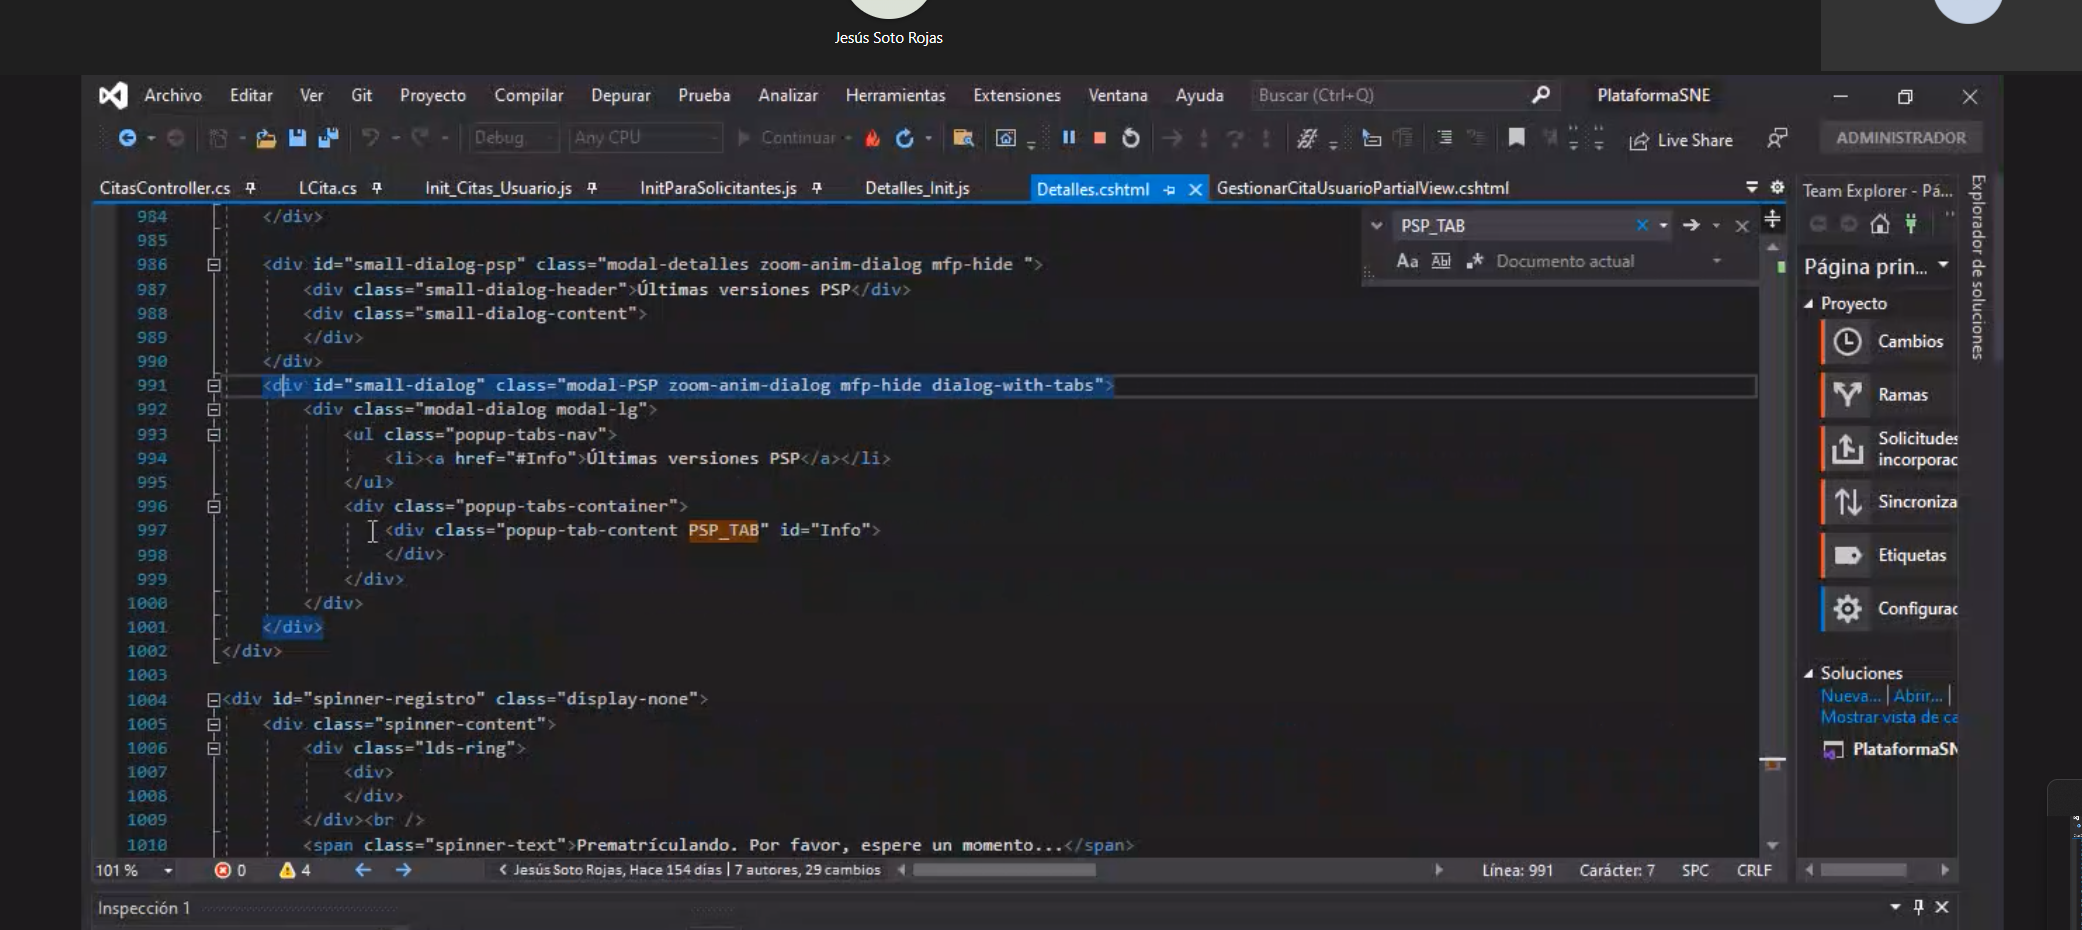 Jesús Soto Rojas
Archivo Editar Ver Git Proyecto Compilar Depurar Prueba Analizar Herramientas Extensiones Ventana Ayuda Buscar (Ctrl+Q) PlataformaSNE
Debug Any CPU Continuar Live Share ADMINISTRADOR
CitasController.cs LCita.cs Init_Citas_Usuario.js InitParaSolicitantes.js Detalles_Init.js Detalles.cshtml GestionarCitaUsuarioPartialView.cshtml
PSP_TAB
Aa Abl .* Documento actual
984 </div>
985
986 <div id="small-dialog-psp" class="modal-detalles zoom-anim-dialog mfp-hide ">
987 <div class="small-dialog-header">Últimas versiones PSP</div>
988 <div class="small-dialog-content">
989 </div>
990 </div>
991 <div id="small-dialog" class="modal-PSP zoom-anim-dialog mfp-hide dialog-with-tabs">
992 <div class="modal-dialog modal-lg">
993 <ul class="popup-tabs-nav">
994 <li><a href="#Info">Últimas versiones PSP</a></li>
995 </ul>
996 <div class="popup-tabs-container">
997 <div class="popup-tab-content PSP_TAB" id="Info">
998 </div>
999 </div>
1000 </div>
1001 </div>
1002 </div>
1003
1004 <div id="spinner-registro" class="display-none">
1005 <div class="spinner-content">
1006 <div class="lds-ring">
1007 <div>
1008 </div>
1009 </div><br />
1010 <span class="spinner-text">Prematrículando. Por favor, espere un momento...</span>
101 % 0 4 Jesús Soto Rojas, Hace 154 días | 7 autores, 29 cambios Línea: 991 Carácter: 7 SPC CRLF
Inspección 1
Team Explorer - Pá...
Página prin...
Proyecto
Cambios
Ramas
Solicitudes
incorporac
Sincroniza
Etiquetas
Configurac
Soluciones
Nueva... | Abrir... |
Mostrar vista de ca
PlataformaSN
Explorador de soluciones